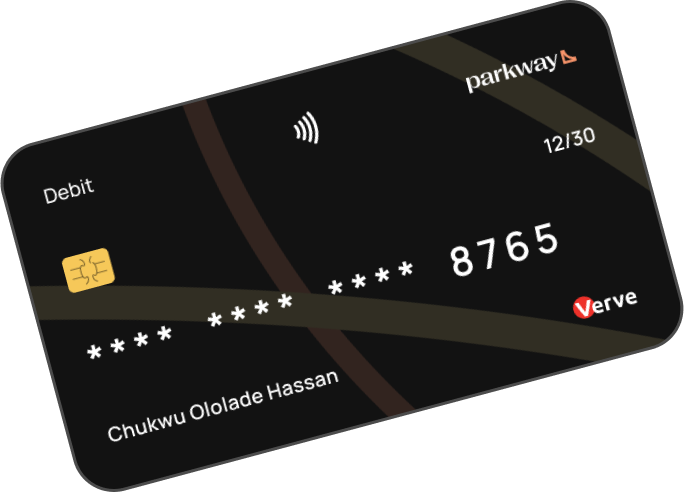 parkway
12/30
Debit
**** **** **** 8765
Verve
Chukwu Ololade Hassan